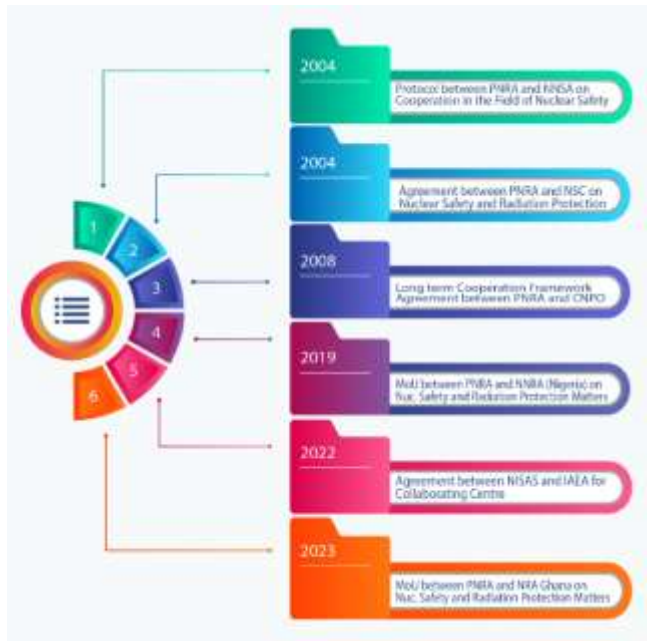 1
2
3
4
5
6
2004
Protocol between PNRA and NNSA on
Cooperation in the Field of Nuclear Safety
2004
Agreement between PNRA and NSC on
Nuclear Safety and Radiation Protection
2008
Long term Cooperation Framework
Agreement between PNRA and CNPO
2019
MoU between PNRA and NNRA (Nigeria) on
Nuc. Safety and Radiation Protection Matters
2022
Agreement between NISAS and IAEA for
Collaborating Centre
2023
MoU between PNRA and NRA Ghana on
Nuc. Safety and Radiation Protection Matters